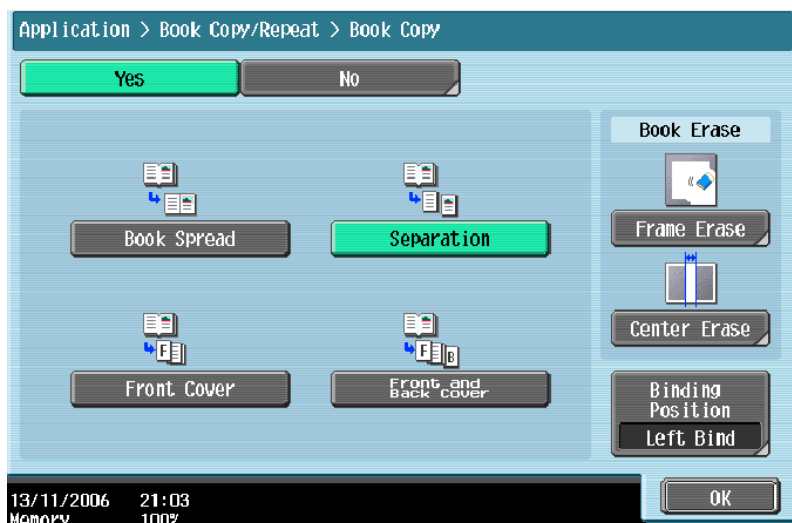 Application > Book Copy/Repeat > Book Copy
Yes
No
Book Erase
Book Spread
Separation
Frame Erase
Center Erase
F
F B
Front Cover
Front and
Back cover
Binding
Position
Left Bind
13/11/2006 21:03
Memory 100%
OK